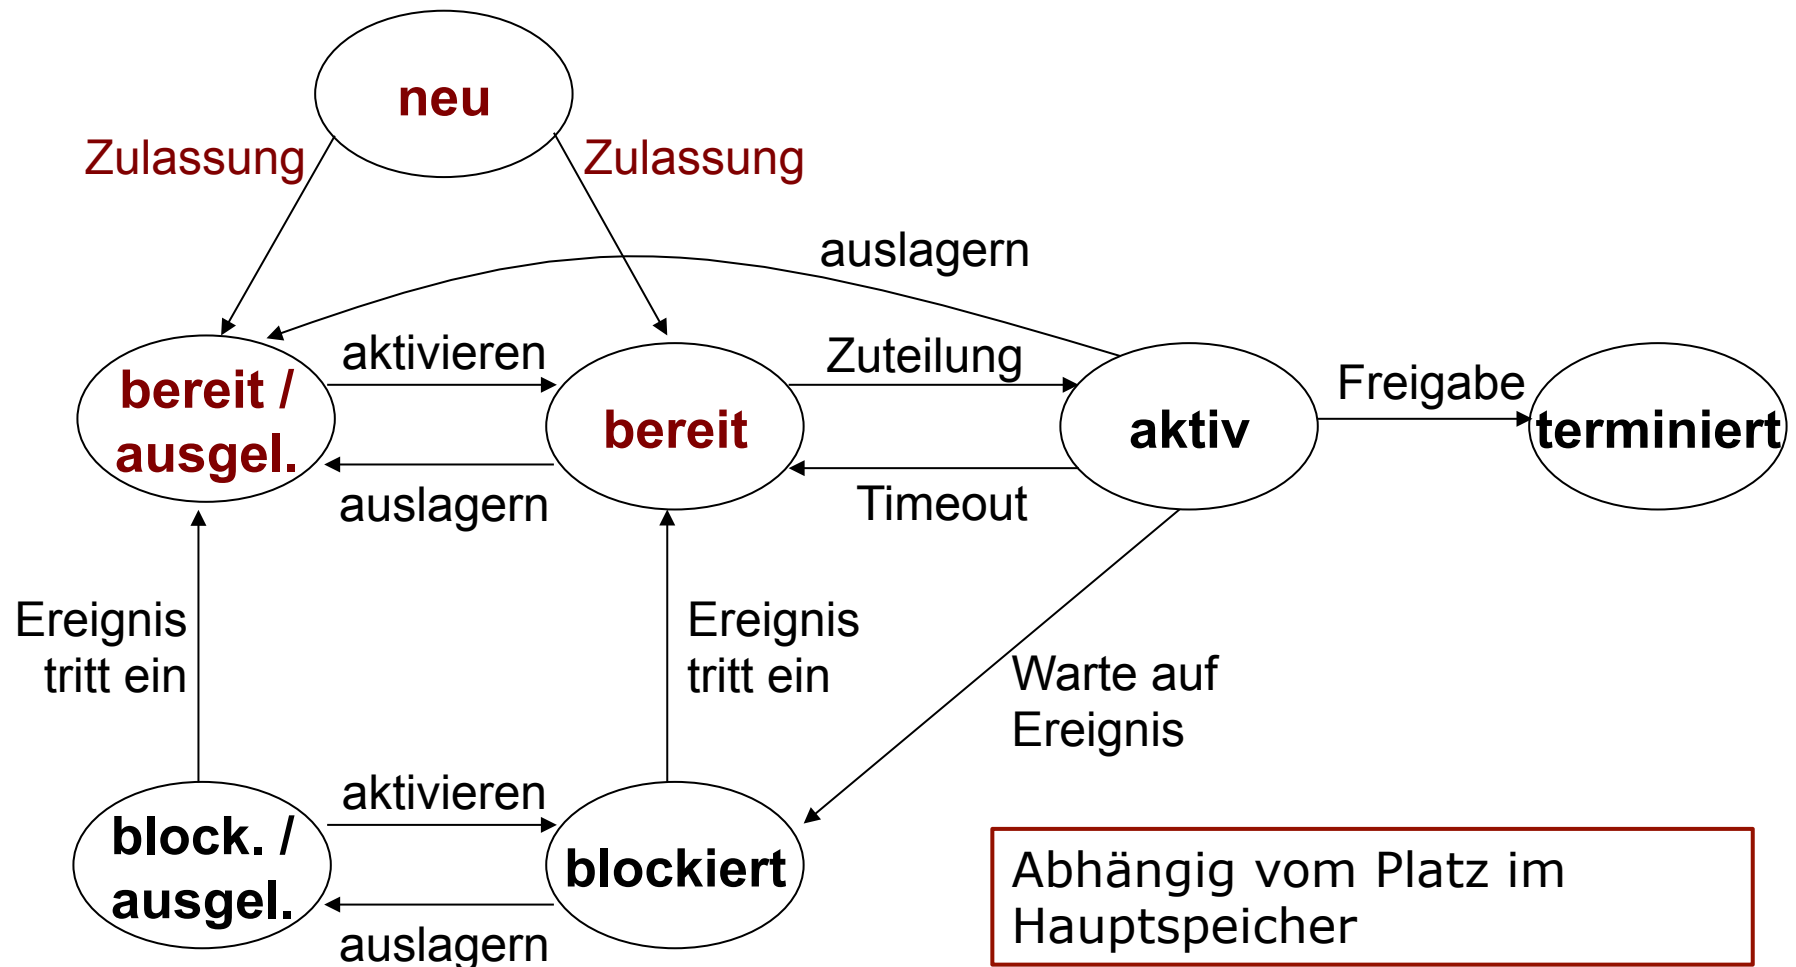 neu
Zulassung
Zulassung
auslagern
aktivieren
Zuteilung
Freigabe
bereit /
ausgel.
bereit
aktiv
terminiert
auslagern
Timeout
Ereignis
tritt ein
Ereignis
tritt ein
Warte auf
Ereignis
aktivieren
block. /
ausgel.
blockiert
auslagern
Abhängig vom Platz im
Hauptspeicher